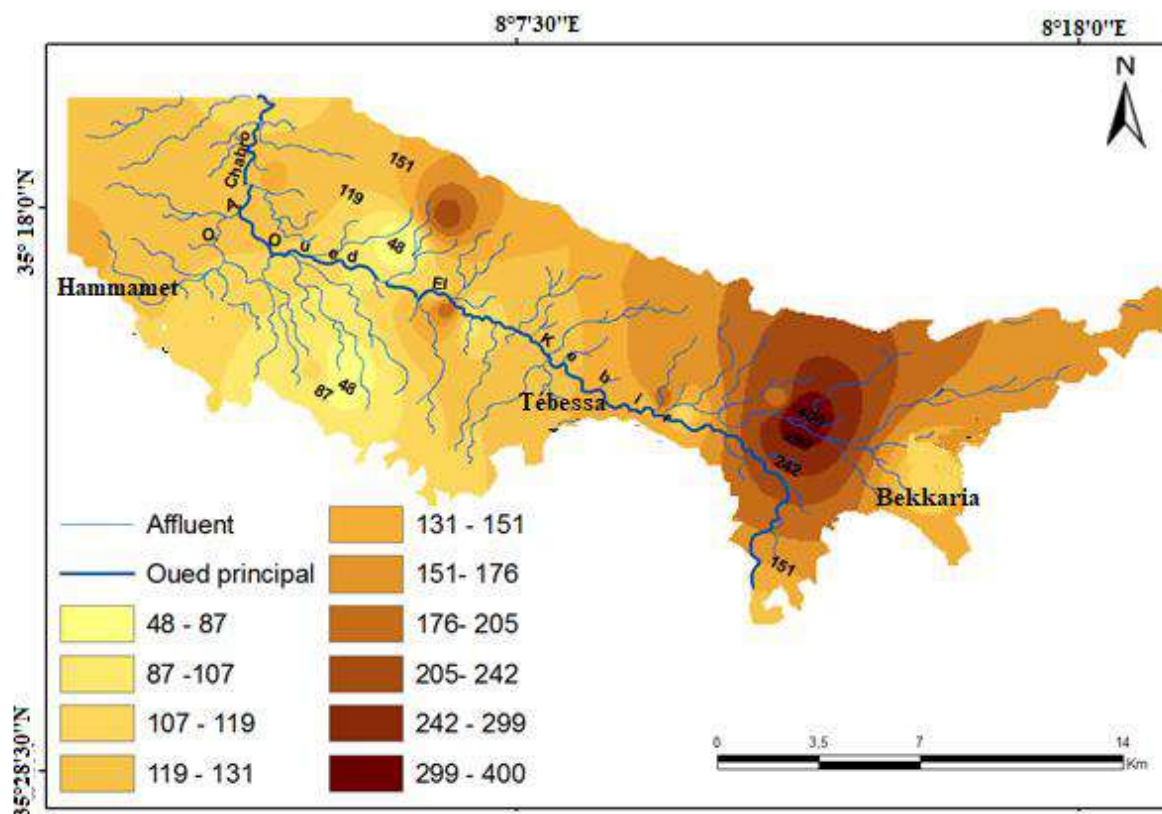 8°7'30"E
8°18'0"E
N
35° 18'0"N
35°28'30"N
O. A. Chabro
Oued El Kebir
151
119
48
Hammamet
87
48
Tébessa
242
Bekkaria
151
Affluent
Oued principal
48 - 87
87 -107
107 - 119
119 - 131
131 - 151
151- 176
176- 205
205- 242
242 - 299
299 - 400
0 3,5 7 14
Km